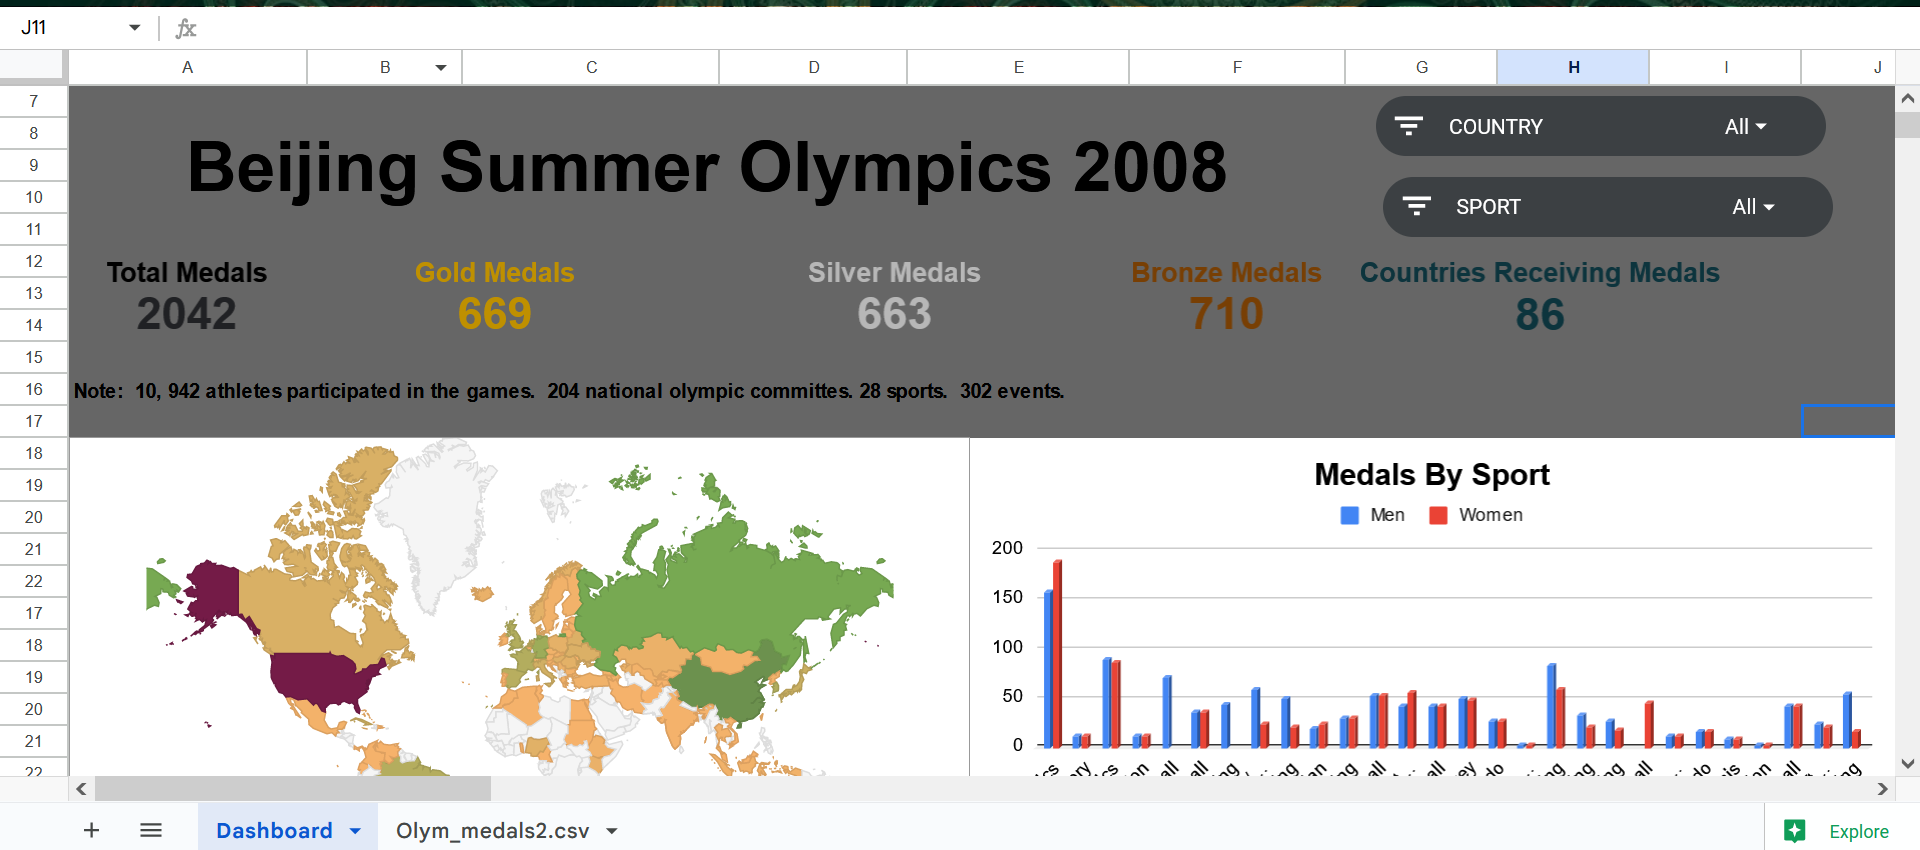 J11
fx
A B C D E F G H I J
7
8
9
10
11
12
13
14
15
16
17
18
19
20
21
22
17
18
19
20
21
22
Beijing Summer Olympics 2008
COUNTRY All
SPORT All
Total Medals
2042
Gold Medals
669
Silver Medals
663
Bronze Medals
710
Countries Receiving Medals
86
Note:  10, 942 athletes participated in the games.  204 national olympic committes. 28 sports.  302 events.
Medals By Sport
Men Women
200
150
100
50
0
Dashboard Olym_medals2.csv
Explore